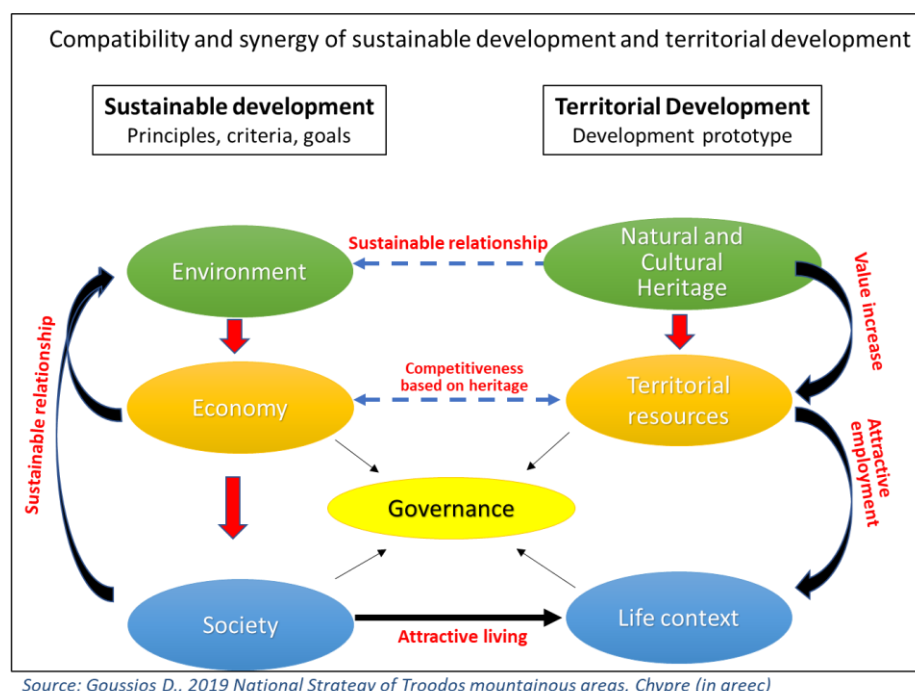 Compatibility and synergy of sustainable development and territorial development
Sustainable development
Principles, criteria, goals
Territorial Development
Development prototype
Sustainable relationship
Environment
Natural and
Cultural
Heritage
Value increase
Sustainable relationship
Competitiveness
based on heritage
Economy
Territorial
resources
Attractive
employment
Governance
Society
Attractive living
Life context
Source: Goussios D., 2019 National Strategy of Troodos mountainous areas, Chypre (in greec)